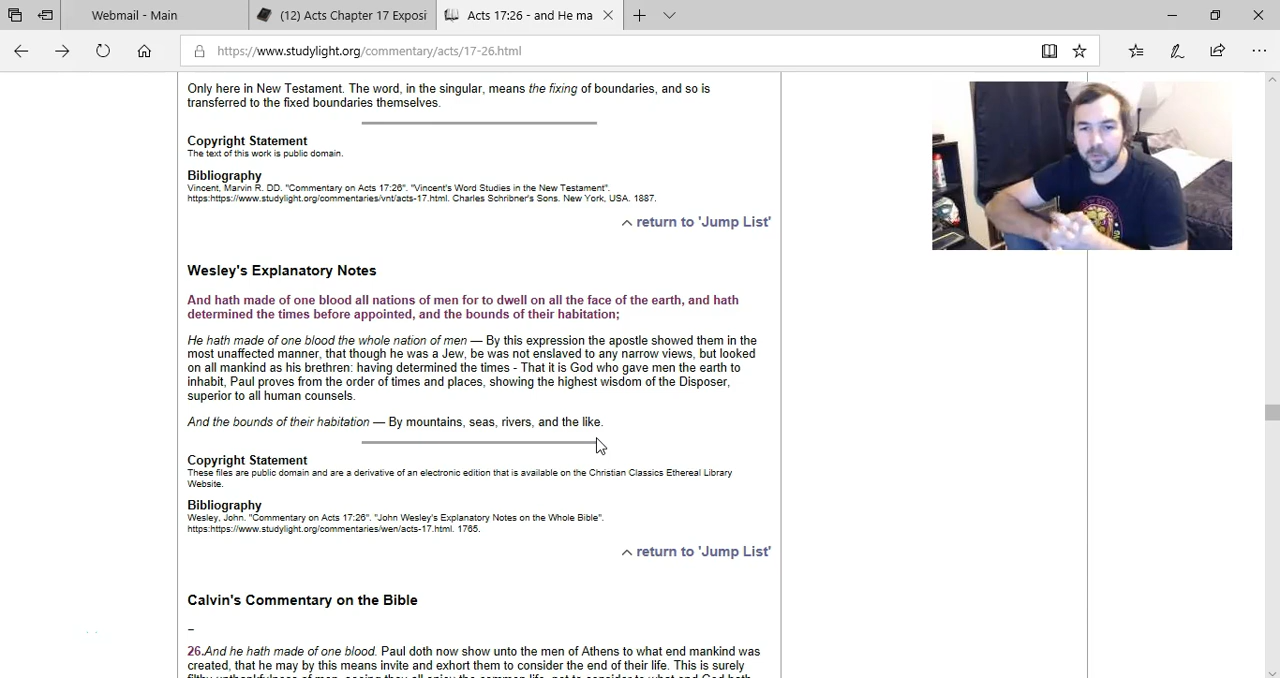 Webmail - Main
(12) Acts Chapter 17 Exposi
Acts 17:26 - and He ma
https://www.studylight.org/commentary/acts/17-26.html
Only here in New Testament. The word, in the singular, means the fixing of boundaries, and so is
transferred to the fixed boundaries themselves.
Copyright Statement
The text of this work is public domain.
Bibliography
Vincent, Marvin R. DD. "Commentary on Acts 17:26". "Vincent's Word Studies in the New Testament".
https:https://www.studylight.org/commentaries/vnt/acts-17.html. Charles Schribner's Sons. New York, USA. 1887.
return to 'Jump List'
Wesley's Explanatory Notes
And hath made of one blood all nations of men for to dwell on all the face of the earth, and hath
determined the times before appointed, and the bounds of their habitation;
He hath made of one blood the whole nation of men — By this expression the apostle showed them in the
most unaffected manner, that though he was a Jew, be was not enslaved to any narrow views, but looked
on all mankind as his brethren: having determined the times - That it is God who gave men the earth to
inhabit, Paul proves from the order of times and places, showing the highest wisdom of the Disposer,
superior to all human counsels.
And the bounds of their habitation — By mountains, seas, rivers, and the like.
Copyright Statement
These files are public domain and are a derivative of an electronic edition that is available on the Christian Classics Ethereal Library
Website.
Bibliography
Wesley, John. "Commentary on Acts 17:26". "John Wesley's Explanatory Notes on the Whole Bible".
https:https://www.studylight.org/commentaries/wen/acts-17.html. 1765.
return to 'Jump List'
Calvin's Commentary on the Bible
–
26.And he hath made of one blood. Paul doth now show unto the men of Athens to what end mankind was
created, that he may by this means invite and exhort them to consider the end of their life. This is surely